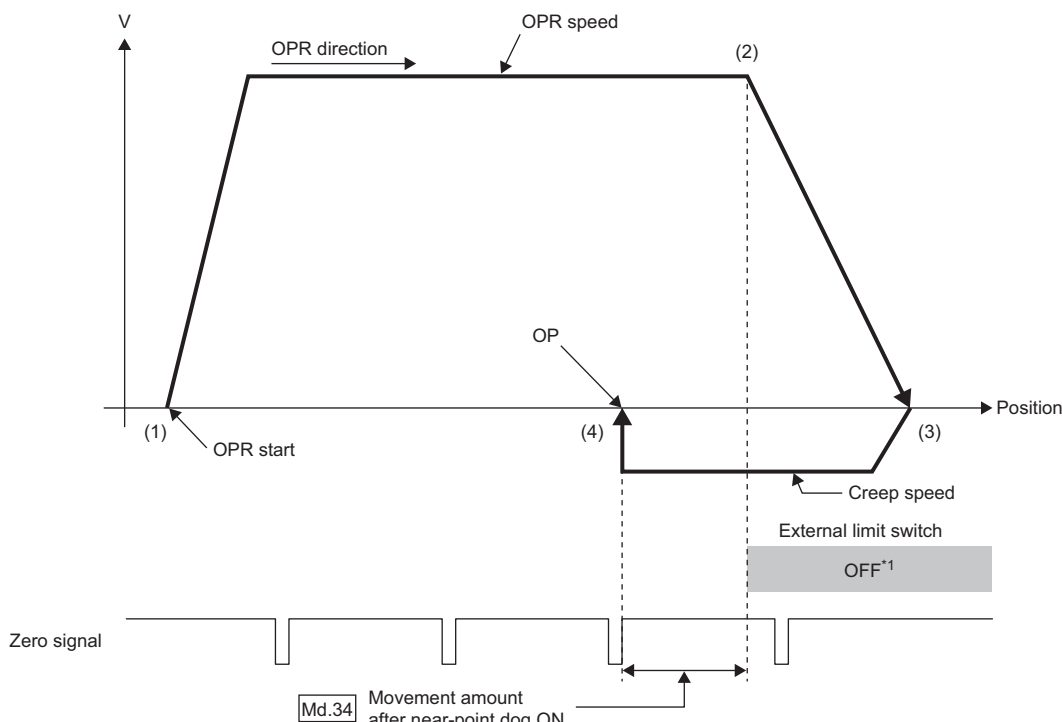 V
OPR speed
OPR direction
(2)
OP
Position
(1)
(4)
(3)
OPR start
Creep speed
External limit switch
OFF*1
Zero signal
Md.34 Movement amount
after near-point dog ON